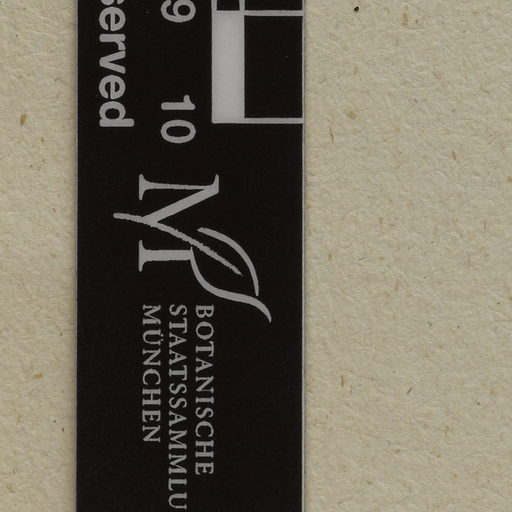 served
9 10
M
BOTANISCHE
STAATSSAMMLU
MÜNCHEN